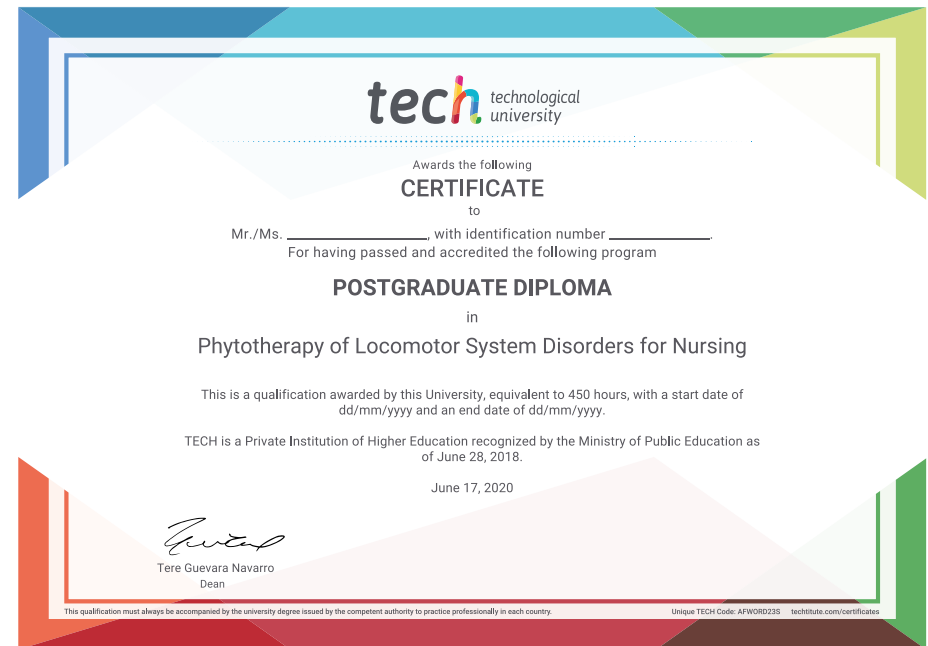 tech technological
university
Awards the following
CERTIFICATE
to
Mr./Ms. ____________________, with identification number ______________.
For having passed and accredited the following program
POSTGRADUATE DIPLOMA
in
Phytotherapy of Locomotor System Disorders for Nursing
This is a qualification awarded by this University, equivalent to 450 hours, with a start date of
dd/mm/yyyy and an end date of dd/mm/yyyy.
TECH is a Private Institution of Higher Education recognized by the Ministry of Public Education as
of June 28, 2018.
June 17, 2020
Tere Guevara Navarro
Dean
This qualification must always be accompanied by the university degree issued by the competent authority to practice professionally in each country. Unique TECH Code: AFWORD23S techtitute.com/certificates